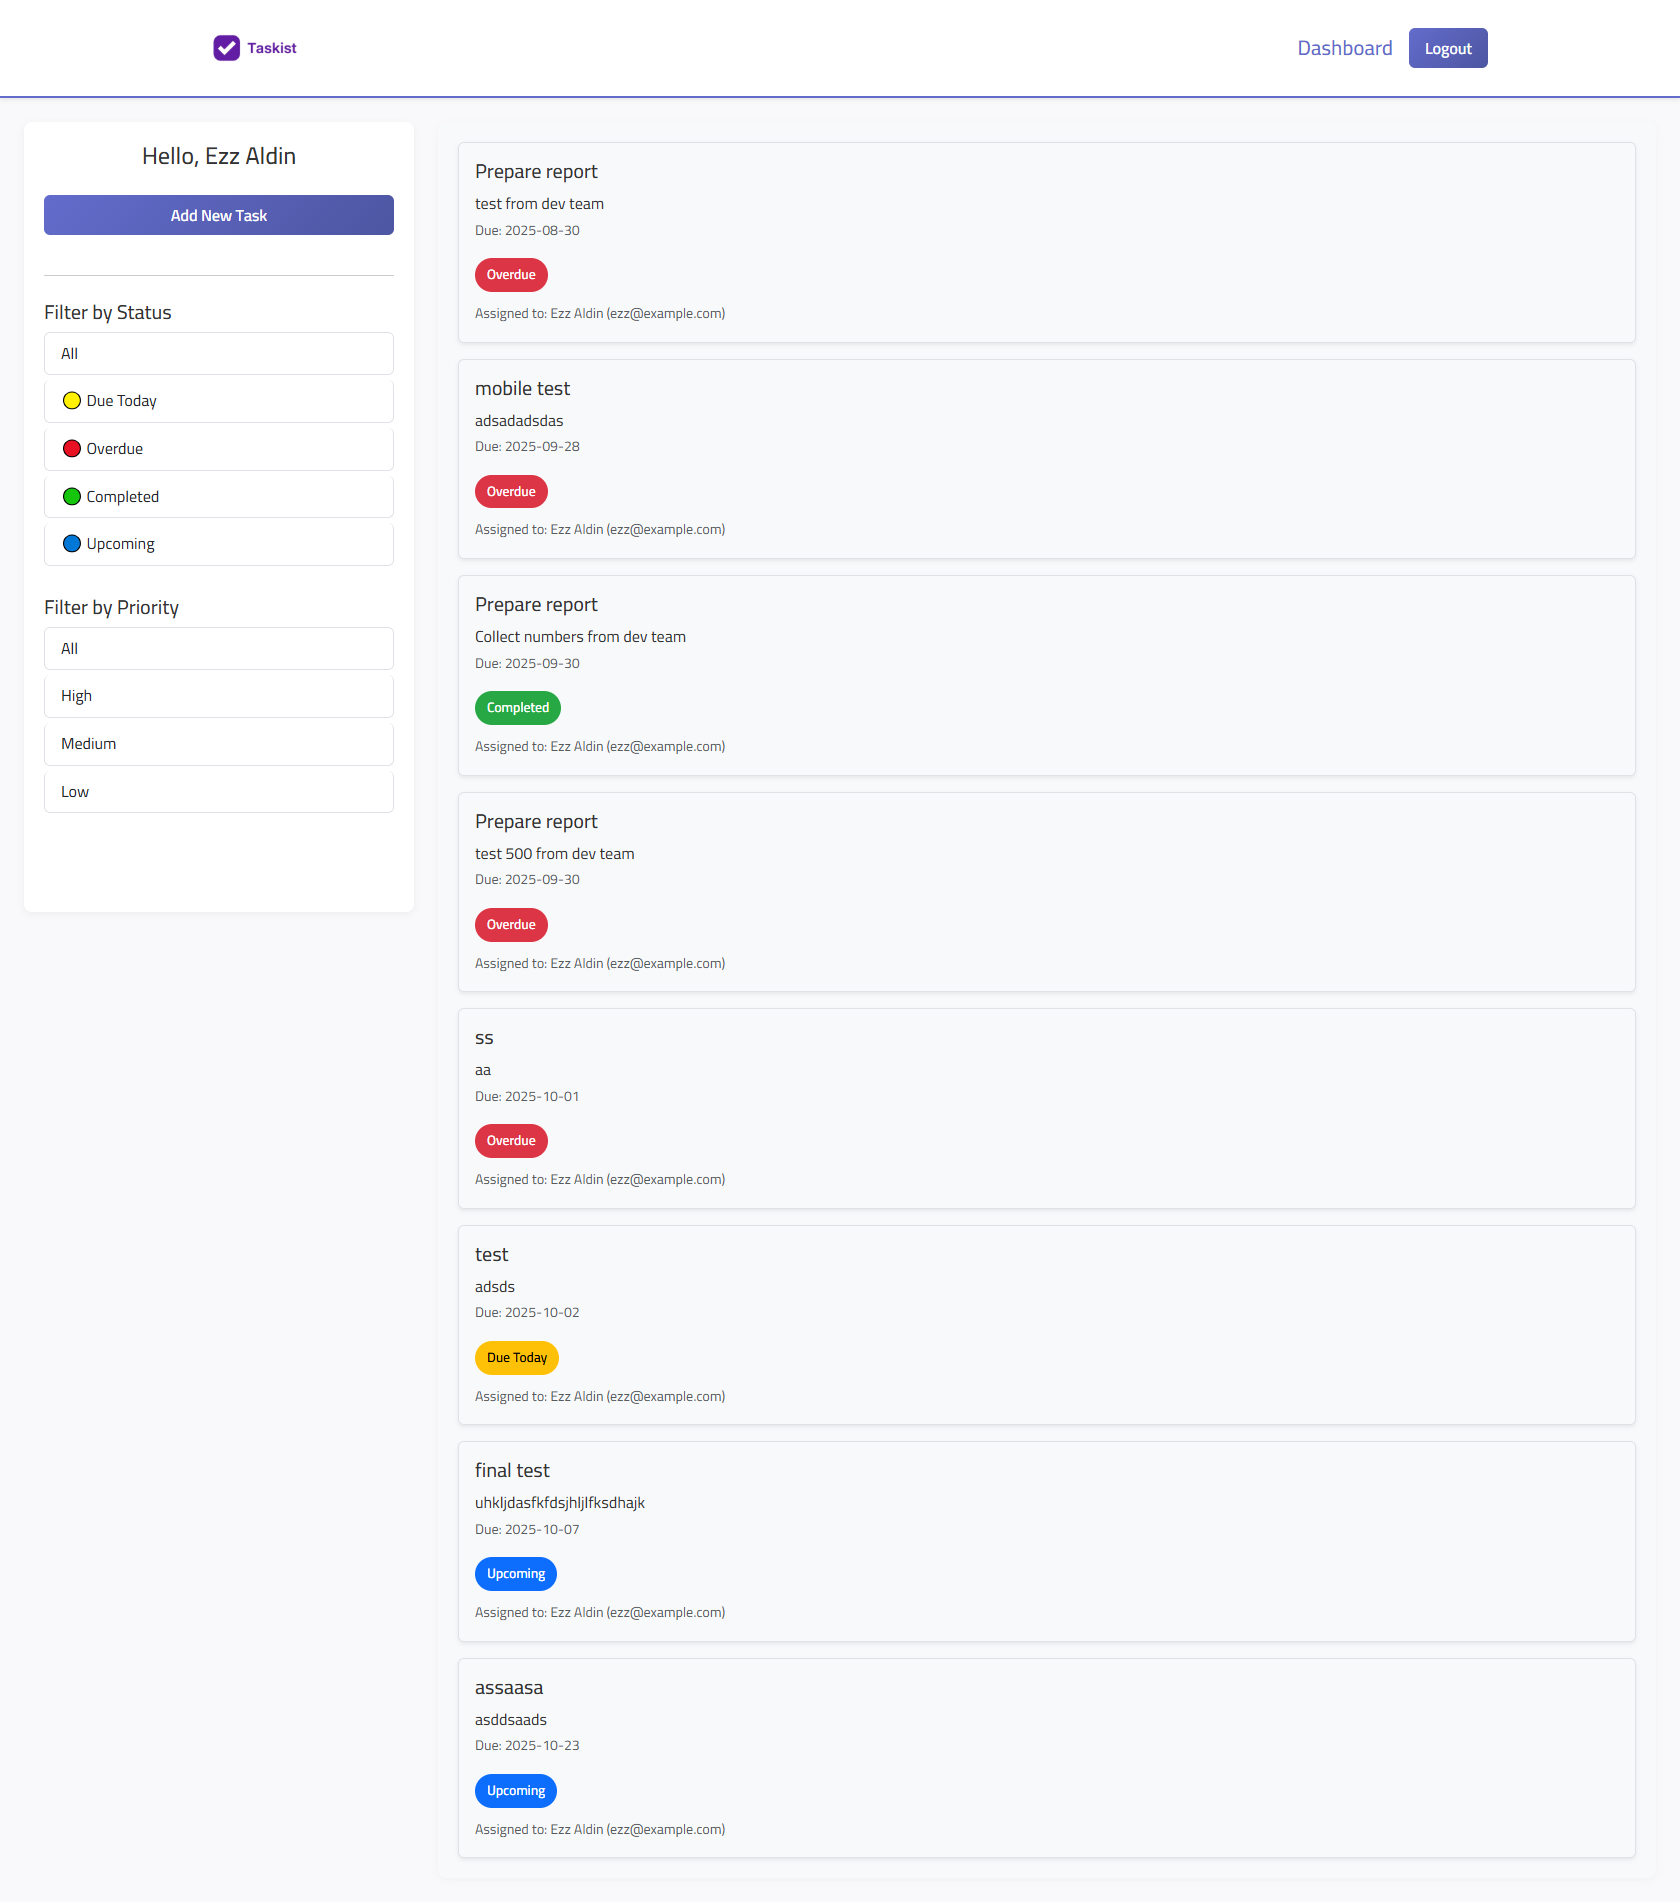 Taskist
Dashboard
Logout
Hello, Ezz Aldin
Add New Task
Filter by Status
All
Due Today
Overdue
Completed
Upcoming
Filter by Priority
All
High
Medium
Low
Prepare report
test from dev team
Due: 2025-08-30
Overdue
Assigned to: Ezz Aldin (ezz@example.com)
mobile test
adsadadsdas
Due: 2025-09-28
Overdue
Assigned to: Ezz Aldin (ezz@example.com)
Prepare report
Collect numbers from dev team
Due: 2025-09-30
Completed
Assigned to: Ezz Aldin (ezz@example.com)
Prepare report
test 500 from dev team
Due: 2025-09-30
Overdue
Assigned to: Ezz Aldin (ezz@example.com)
ss
aa
Due: 2025-10-01
Overdue
Assigned to: Ezz Aldin (ezz@example.com)
test
adsds
Due: 2025-10-02
Due Today
Assigned to: Ezz Aldin (ezz@example.com)
final test
uhkljdasfkfdsjhljlfksdhajk
Due: 2025-10-07
Upcoming
Assigned to: Ezz Aldin (ezz@example.com)
assaasa
asddsaads
Due: 2025-10-23
Upcoming
Assigned to: Ezz Aldin (ezz@example.com)